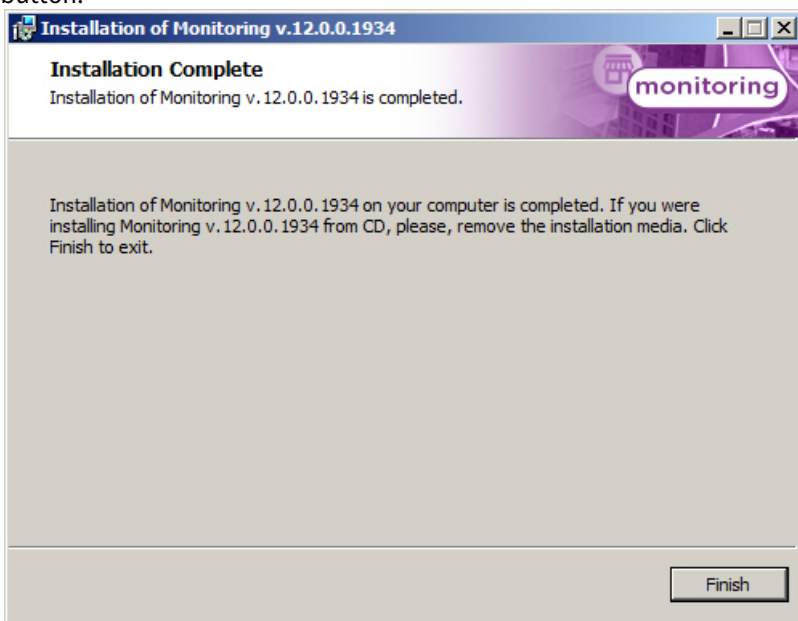 button.
Installation of Monitoring v.12.0.0.1934
Installation Complete
Installation of Monitoring v.12.0.0.1934 is completed.
monitoring
Installation of Monitoring v.12.0.0.1934 on your computer is completed. If you were
installing Monitoring v.12.0.0.1934 from CD, please, remove the installation media. Click
Finish to exit.
Finish